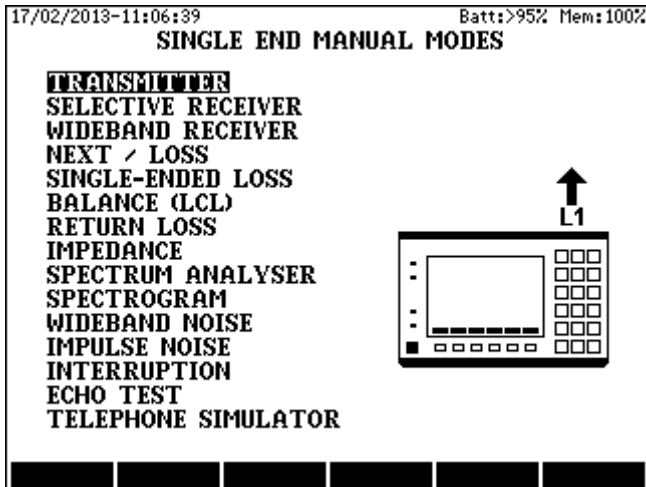 17/02/2013-11:06:39 Batt:>95% Mem:100%
SINGLE END MANUAL MODES
TRANSMITTER
SELECTIVE RECEIVER
WIDEBAND RECEIVER
NEXT / LOSS
SINGLE-ENDED LOSS
BALANCE (LCL)
RETURN LOSS
IMPEDANCE
SPECTRUM ANALYSER
SPECTROGRAM
WIDEBAND NOISE
IMPULSE NOISE
INTERRUPTION
ECHO TEST
TELEPHONE SIMULATOR
L1